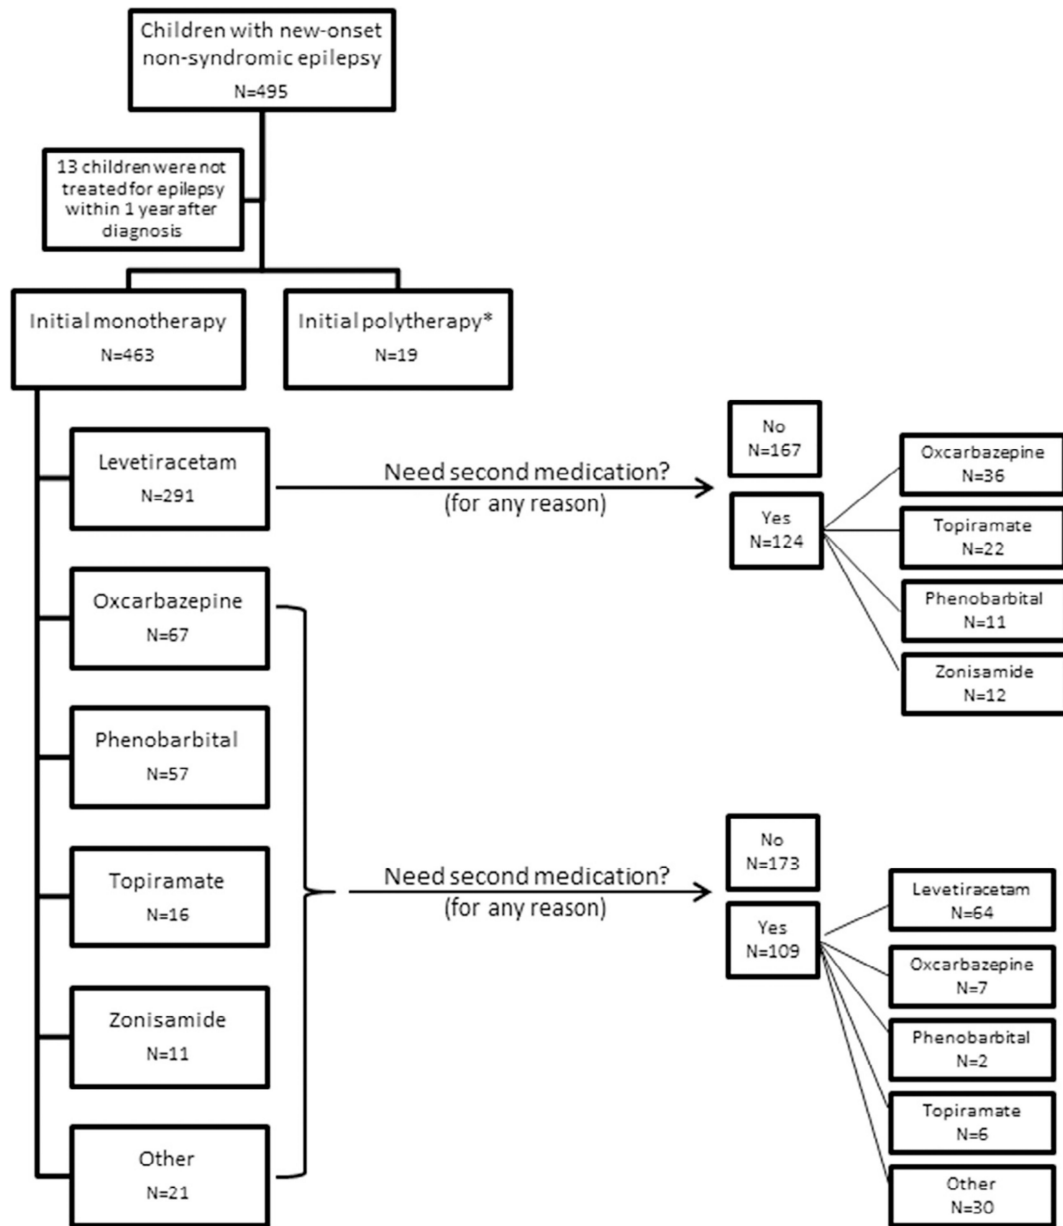 Children with new-onset
non-syndromic epilepsy
N=495
13 children were not
treated for epilepsy
within 1 year after
diagnosis
Initial monotherapy
N=463
Initial polytherapy*
N=19
Levetiracetam
N=291
Need second medication?
(for any reason)
No
N=167
Yes
N=124
Oxcarbazepine
N=36
Topiramate
N=22
Phenobarbital
N=11
Zonisamide
N=12
Oxcarbazepine
N=67
Phenobarbital
N=57
Topiramate
N=16
Zonisamide
N=11
Other
N=21
Need second medication?
(for any reason)
No
N=173
Yes
N=109
Levetiracetam
N=64
Oxcarbazepine
N=7
Phenobarbital
N=2
Topiramate
N=6
Other
N=30